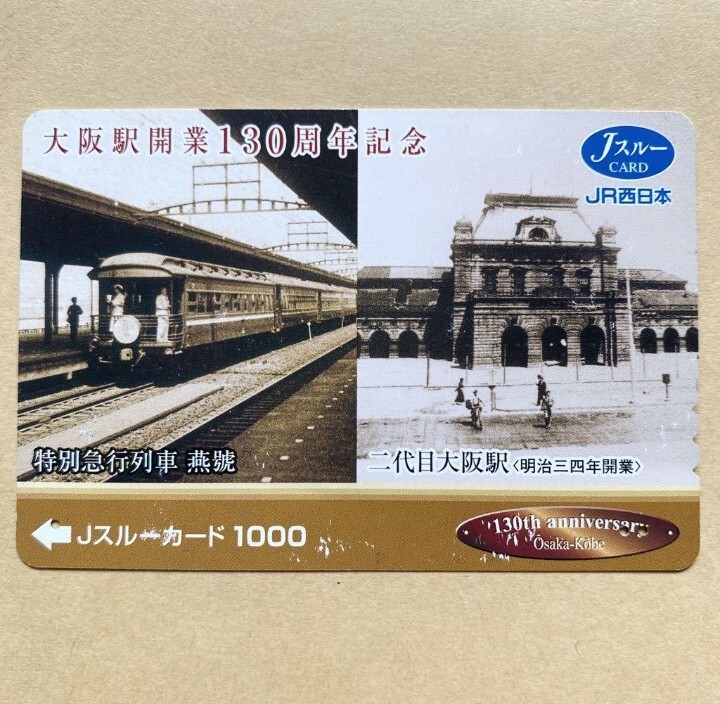 大阪駅開業130周年記念
Jスルー
CARD
JR西日本
特別急行列車 燕號
二代目大阪駅〈明治三四年開業〉
Jスルーカード 1000
130th anniversary
Osaka-Kobe